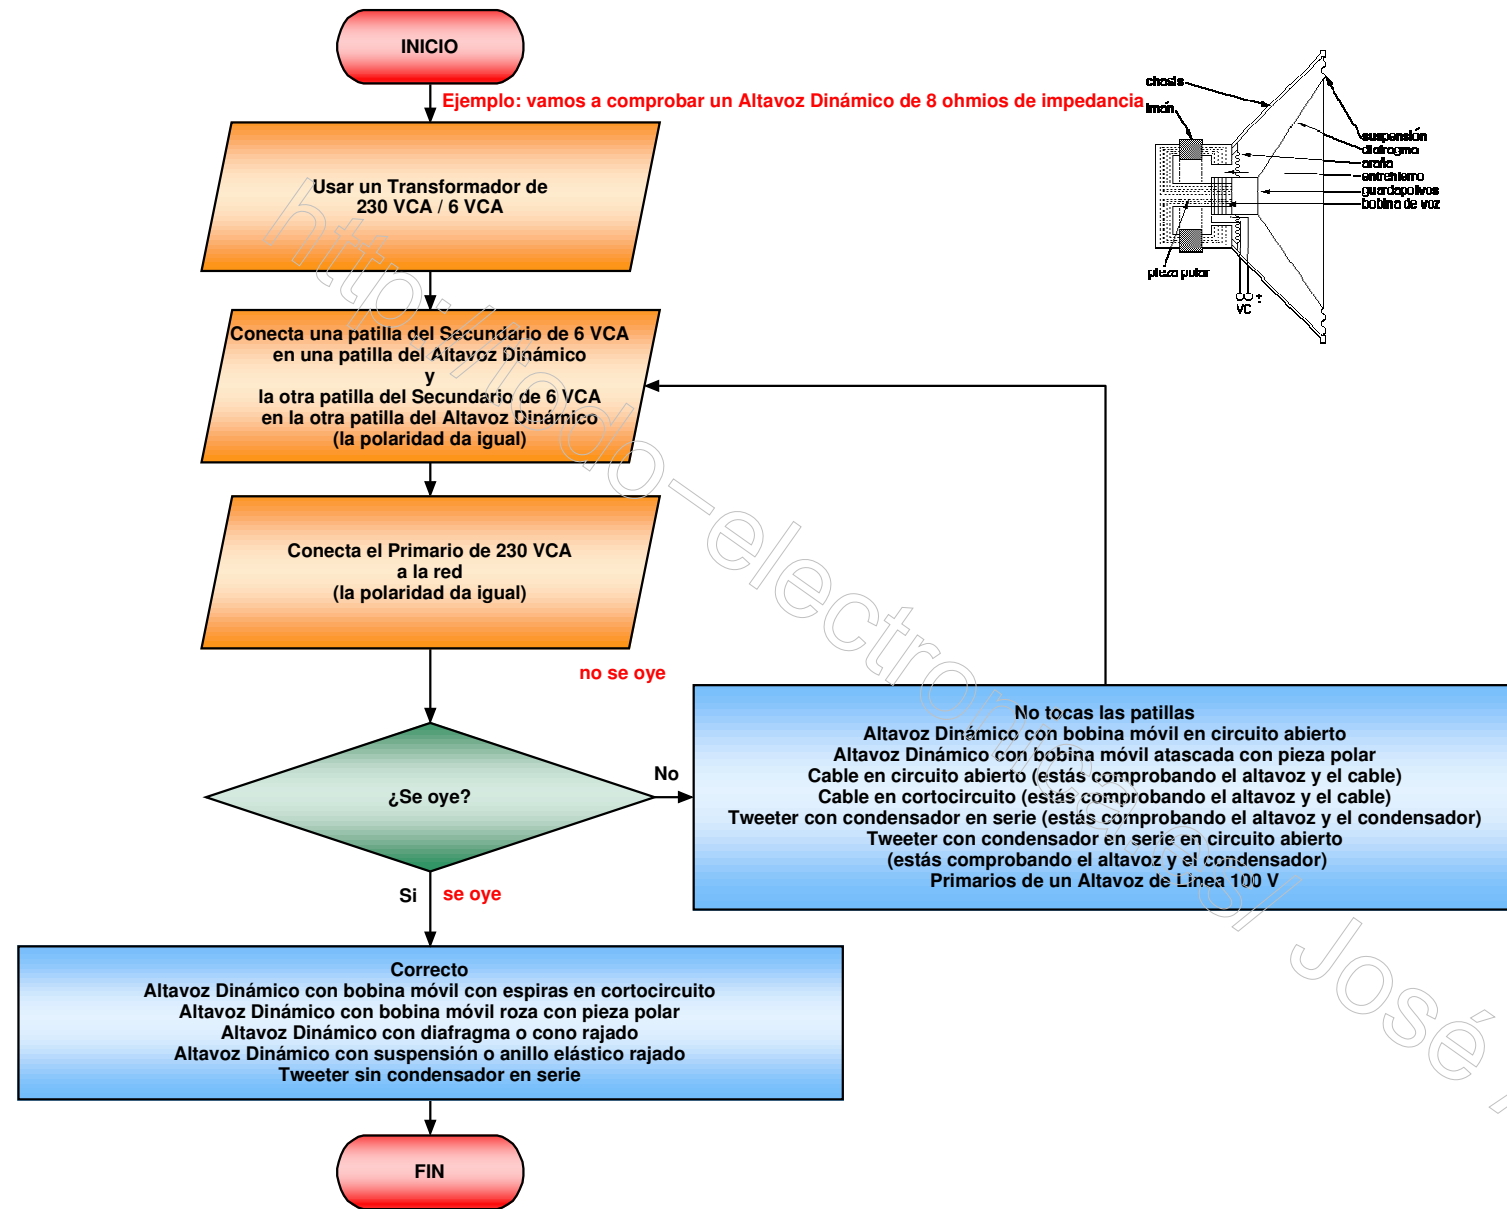 INICIO
Ejemplo: vamos a comprobar un Altavoz Dinámico de 8 ohmios de impedancia
Usar un Transformador de
230 VCA / 6 VCA
Conecta una patilla del Secundário de 6 VCA
en una patilla del Altavoz Dinámico
y
la otra patilla del Secundario de 6 VCA
en la otra patilla del Altavoz Dinámico
(la polaridad da igual)
Conecta el Primario de 230 VCA
a la red
(la polaridad da igual)
no se oye
¿Se oye?
No
No tocas las patillas
Altavoz Dinámico con bobina móvil en circuito abierto
Altavoz Dinámico con bobina móvil atascada con pieza polar
Cable en circuito abierto (estás comprobando el altavoz y el cable)
Cable en cortocircuito (estás comprobando el altavoz y el cable)
Tweeter con condensador en serie (estás comprobando el altavoz y el condensador)
Tweeter con condensador en serie en circuito abierto
(estás comprobando el altavoz y el condensador)
Primarios de un Altavoz de Línea 100 V
Si
se oye
Correcto
Altavoz Dinámico con bobina móvil con espiras en cortocircuito
Altavoz Dinámico con bobina móvil roza con pieza polar
Altavoz Dinámico con diafragma o cono rajado
Altavoz Dinámico con suspensión o anillo elástico rajado
Tweeter sin condensador en serie
FIN
chasis
imán
suspensión
diafragma
araña
entrehierro
guardapolvos
bobina de voz
pieza polar
VC
±
http://todo-electronica.es/ José